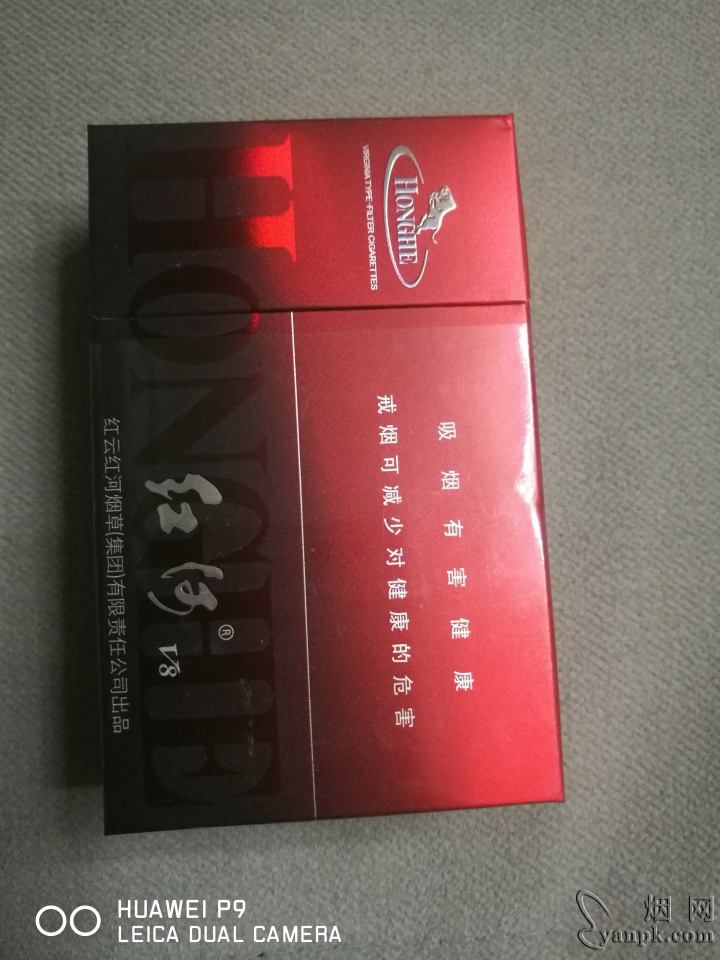 HONGHE
VIRGINIA TYPE-FILTER CIGARETTES
HONGHE
吸烟有害健康
戒烟可减少对健康的危害
红河®
V8
红云红河烟草(集团)有限责任公司出品
HUAWEI P9
LEICA DUAL CAMERA
烟网
yanpk.com